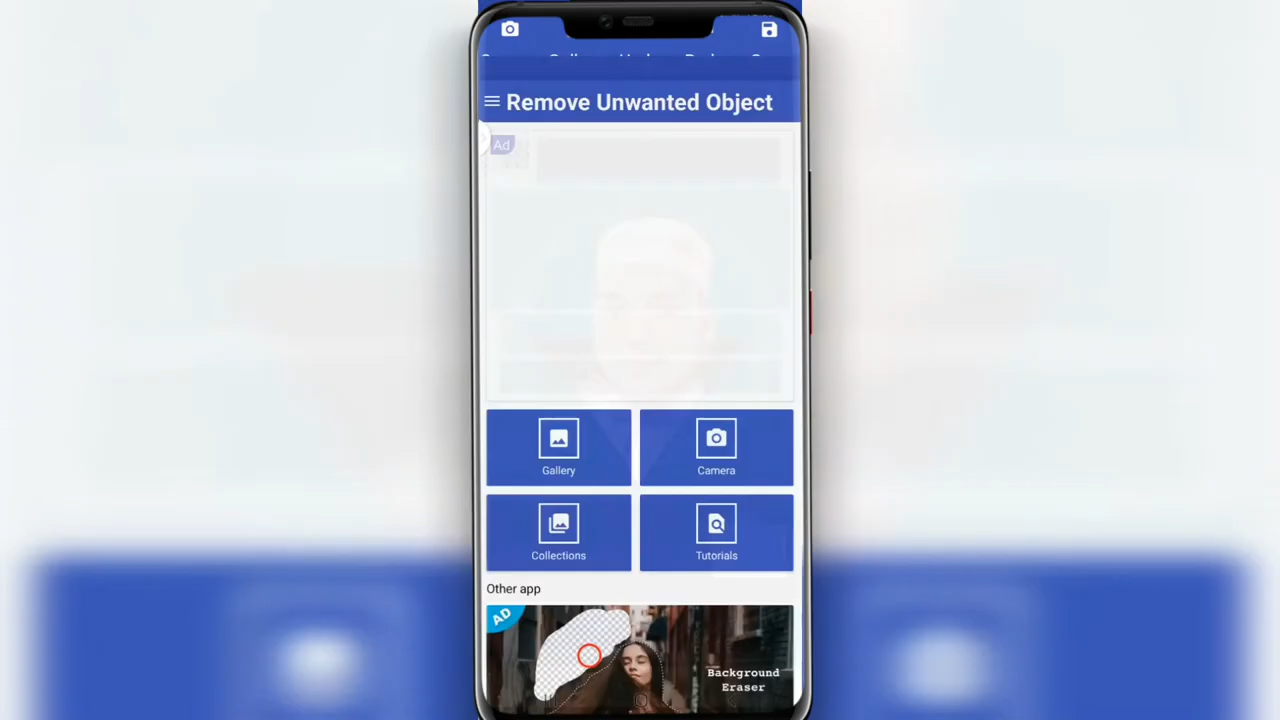 Remove Unwanted Object
Ad
Gallery
Camera
Collections
Tutorials
Other app
AD
Background
Eraser